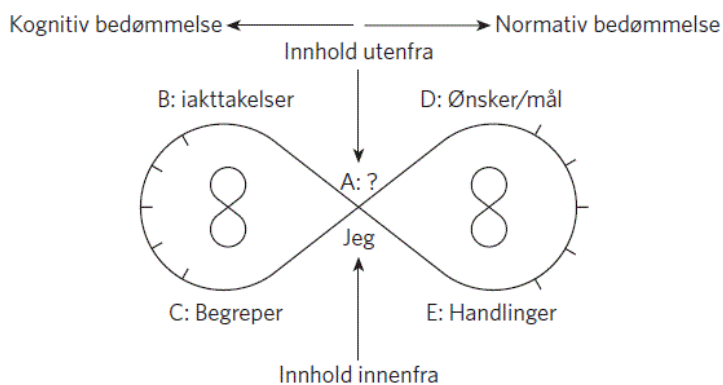 Kognitiv bedømmelse
Normativ bedømmelse
Innhold utenfra
B: iakttakelser
D: Ønsker/mål
A: ?
Jeg
C: Begreper
E: Handlinger
Innhold innenfra